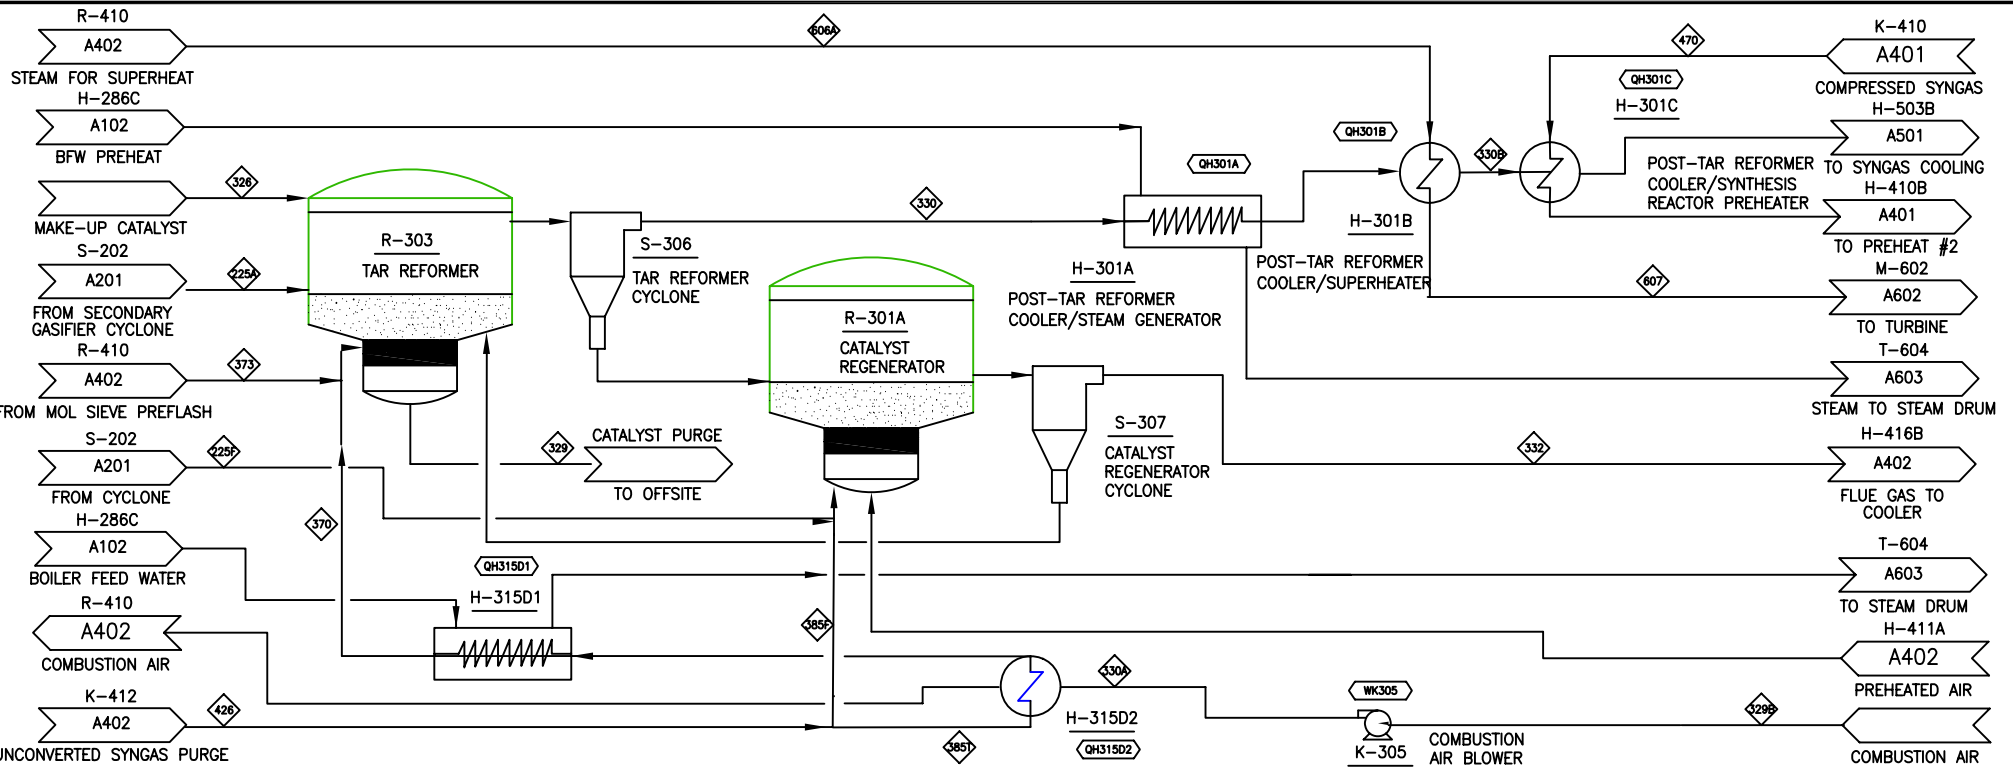 R-410
A402
STEAM FOR SUPERHEAT
H-286C
A102
BFW PREHEAT
326
MAKE-UP CATALYST
S-202
A201
225A
FROM SECONDARY
GASIFIER CYCLONE
R-410
A402
373
FROM MOL SIEVE PREFLASH
S-202
A201
225F
FROM CYCLONE
H-286C
A102
BOILER FEED WATER
R-410
A402
COMBUSTION AIR
K-412
A402
426
UNCONVERTED SYNGAS PURGE
606A
R-303
TAR REFORMER
S-306
TAR REFORMER
CYCLONE
330
R-301A
CATALYST
REGENERATOR
329
CATALYST PURGE
TO OFFSITE
370
QH315D1
H-315D1
385F
385T
H-315D2
QH315D2
330A
WK305
K-305
COMBUSTION
AIR BLOWER
329B
S-307
CATALYST
REGENERATOR
CYCLONE
332
QH301A
H-301A
POST-TAR REFORMER
COOLER/STEAM GENERATOR
QH301B
H-301B
POST-TAR REFORMER
COOLER/SUPERHEATER
607
330B
470
QH301C
H-301C
POST-TAR REFORMER
COOLER/SYNTHESIS
REACTOR PREHEATER
K-410
A401
COMPRESSED SYNGAS
H-503B
A501
TO SYNGAS COOLING
H-410B
A401
TO PREHEAT #2
M-602
A602
TO TURBINE
T-604
A603
STEAM TO STEAM DRUM
H-416B
A402
FLUE GAS TO
COOLER
T-604
A603
TO STEAM DRUM
H-411A
A402
PREHEATED AIR
COMBUSTION AIR